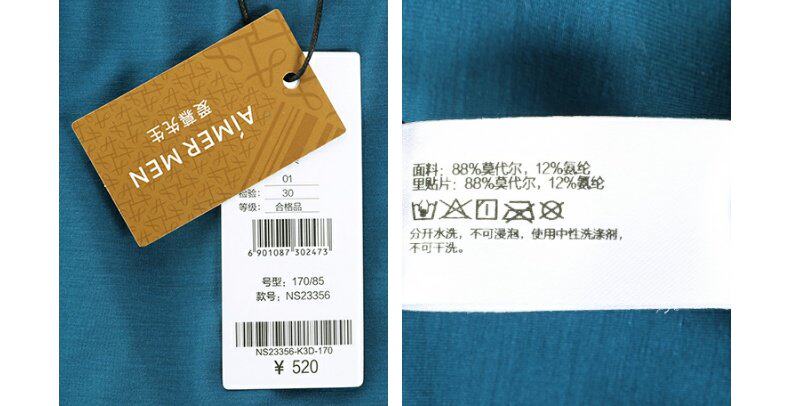 AIMER MEN
爱慕先生
01
检验: 30
等级: 合格品
6 901087 302473
号型: 170/85
款号: NS23356
NS23356-K3D-170
¥ 520
面料: 88%莫代尔, 12%氨纶
里贴片: 88%莫代尔, 12%氨纶
分开水洗, 不可浸泡, 使用中性洗涤剂,
不可干洗。